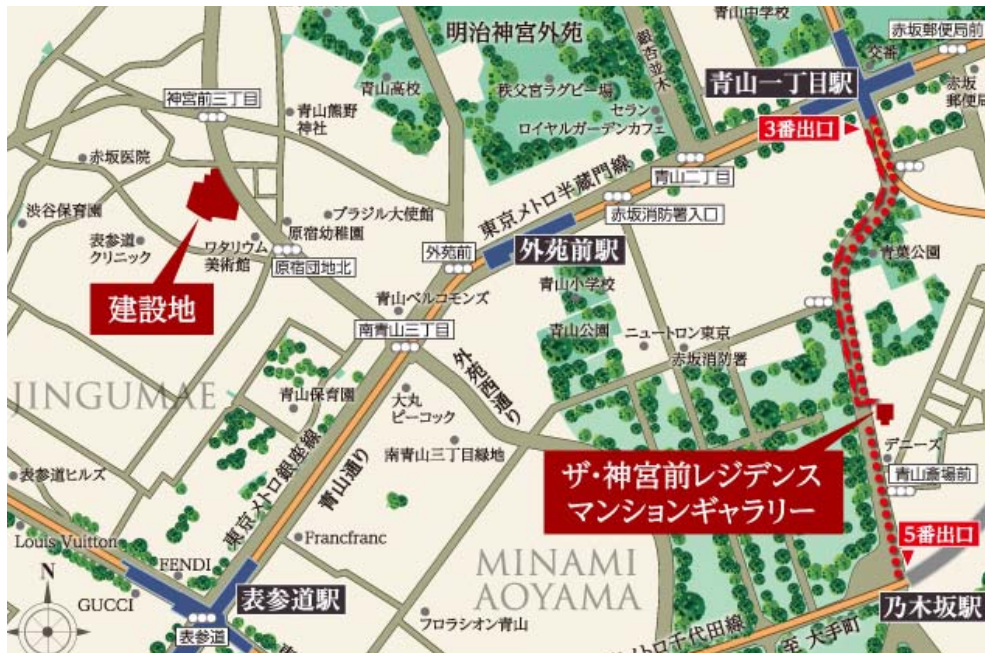 青山中学校
明治神宮外苑
赤坂郵便局前
銀杏並木
交番
青山高校
秩父宮ラグビー場
青山一丁目駅
赤坂
郵便局
神宮前三丁目
青山熊野
神社
セラン
ロイヤルガーデンカフェ
3番出口
赤坂医院
東京メトロ半蔵門線
青山二丁目
渋谷保育園
ブラジル大使館
赤坂消防署入口
表参道
クリニック
ワタリウム
美術館
原宿幼稚園
外苑前
外苑前駅
青葉公園
原宿団地北
建設地
青山ベルコモンズ
青山小学校
南青山三丁目
青山公園
ニュートロン東京
赤坂消防署
外苑西通り
JINGUMAE
青山保育園
大丸
ピーコック
南青山三丁目緑地
デニーズ
ザ・神宮前レジデンス
マンションギャラリー
青山斎場前
表参道ヒルズ
東京メトロ銀座線
青山通り
Louis Vuitton
Francfranc
5番出口
FENDI
MINAMI
AOYAMA
N
GUCCI
表参道駅
乃木坂駅
表参道
フロラシオン青山
メトロ千代田線
至 大手町